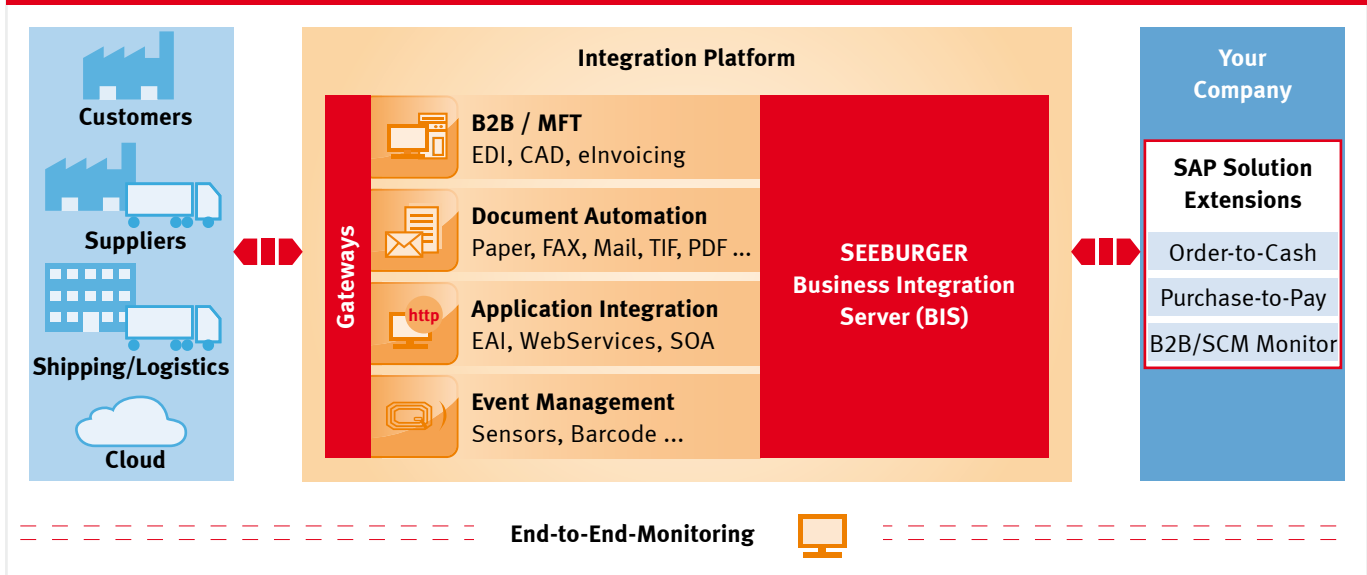 Customers
Suppliers
Shipping/Logistics
Cloud
Integration Platform
Gateways
B2B / MFT
EDI, CAD, eInvoicing
Document Automation
Paper, FAX, Mail, TIF, PDF ...
http
Application Integration
EAI, WebServices, SOA
Event Management
Sensors, Barcode ...
SEEBURGER
Business Integration
Server (BIS)
Your
Company
SAP Solution
Extensions
Order-to-Cash
Purchase-to-Pay
B2B/SCM Monitor
End-to-End-Monitoring